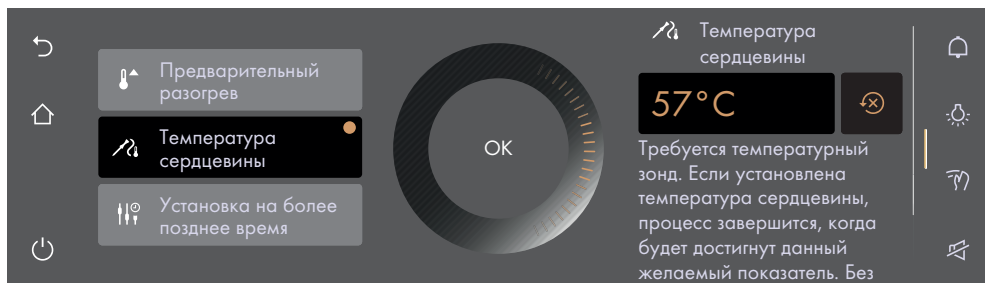 Предварительный
разогрев
Температура
сердцевины
Установка на более
позднее время
OK
Температура
сердцевины
57°C
Требуется температурный
зонд. Если установлена
температура сердцевины,
процесс завершится, когда
будет достигнут данный
желаемый показатель. Без